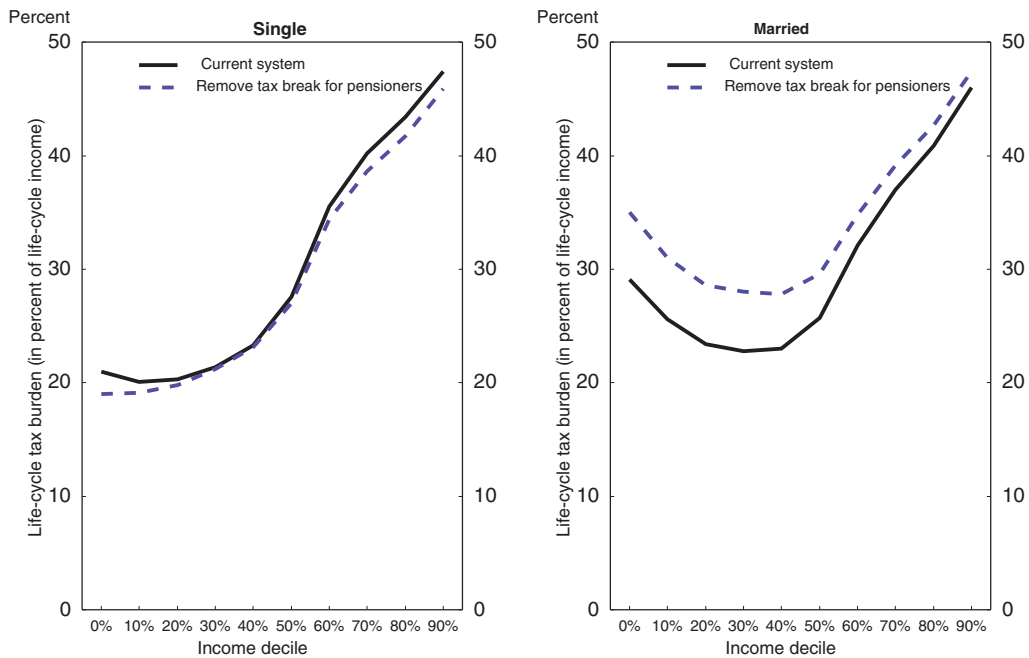 Percent
Single
50
50
Current system
Remove tax break for pensioners
40
40
30
30
20
20
10
10
0
0
Life-cycle tax burden (in percent of life-cycle income)
0% 10% 20% 30% 40% 50% 60% 70% 80% 90%
Income decile
Percent
Married
50
50
Current system
Remove tax break for pensioners
40
40
30
30
20
20
10
10
0
0
Life-cycle tax burden (in percent of life-cycle income)
0% 10% 20% 30% 40% 50% 60% 70% 80% 90%
Income decile